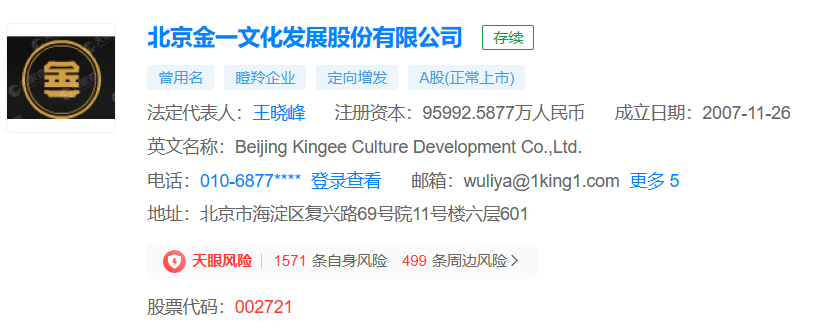 北京金一文化发展股份有限公司 存续
曾用名 瞪羚企业 定向增发 A股(正常上市)
法定代表人：王晓峰 注册资本：95992.5877万人民币 成立日期：2007-11-26
英文名称：Beijing Kingee Culture Development Co.,Ltd.
电话：010-6877**** 登录查看 邮箱：wuliya@1king1.com 更多 5
地址：北京市海淀区复兴路69号院11号楼六层601
天眼风险 1571 条自身风险 499 条周边风险
股票代码：002721